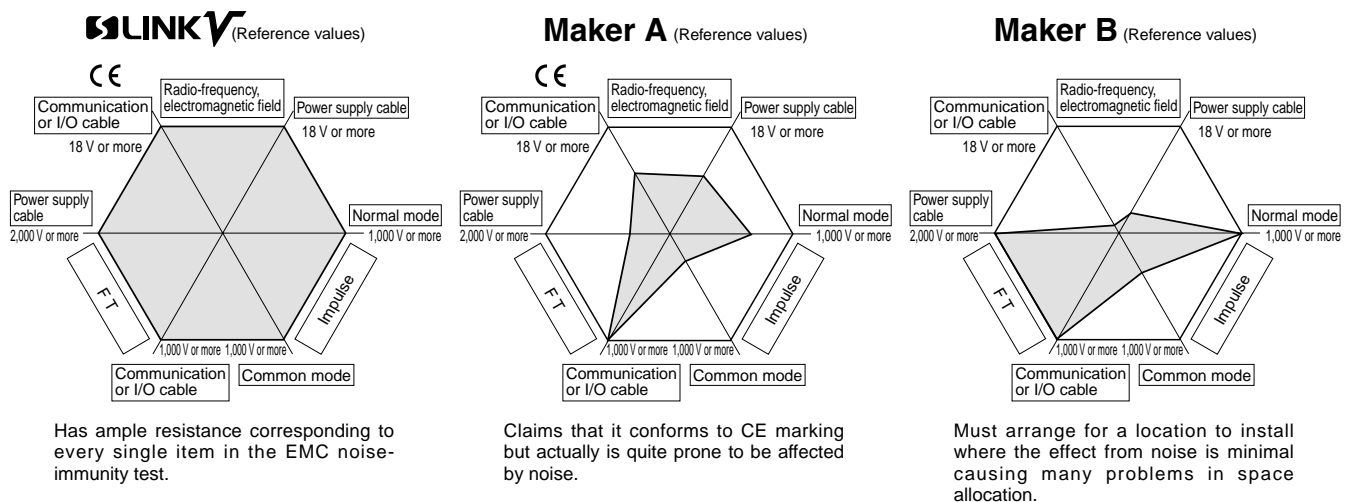 S LINK V (Reference values)
CE
Communication
or I/O cable
18 V or more
Radio-frequency,
electromagnetic field
Power supply cable
18 V or more
Power supply
cable
2,000 V or more
Normal mode
1,000 V or more
F T
Impulse
1,000 V or more
1,000 V or more
Communication
or I/O cable
Common mode
Has ample resistance corresponding to
every single item in the EMC noise-
immunity test.
Maker A (Reference values)
CE
Communication
or I/O cable
18 V or more
Radio-frequency,
electromagnetic field
Power supply cable
18 V or more
Power supply
cable
2,000 V or more
Normal mode
1,000 V or more
F T
Impulse
1,000 V or more
1,000 V or more
Communication
or I/O cable
Common mode
Claims that it conforms to CE marking
but actually is quite prone to be affected
by noise.
Maker B (Reference values)
Communication
or I/O cable
18 V or more
Radio-frequency,
electromagnetic field
Power supply cable
18 V or more
Power supply
cable
2,000 V or more
Normal mode
1,000 V or more
F T
Impulse
1,000 V or more
1,000 V or more
Communication
or I/O cable
Common mode
Must arrange for a location to install
where the effect from noise is minimal
causing many problems in space
allocation.